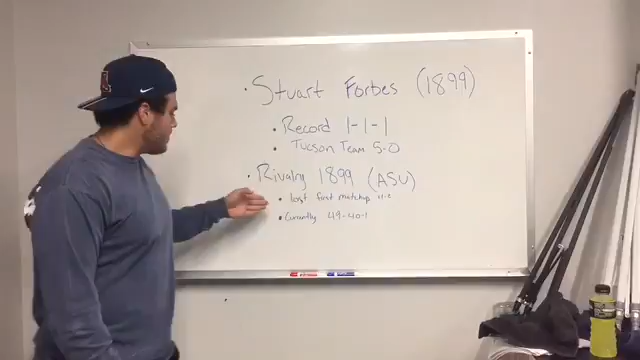 Stuart Forbes (1899)
Record 1-1-1
Tucson Team 5-0
Rivalry 1899 (ASU)
Lost first matchup 11-2
Currently 49-40-1